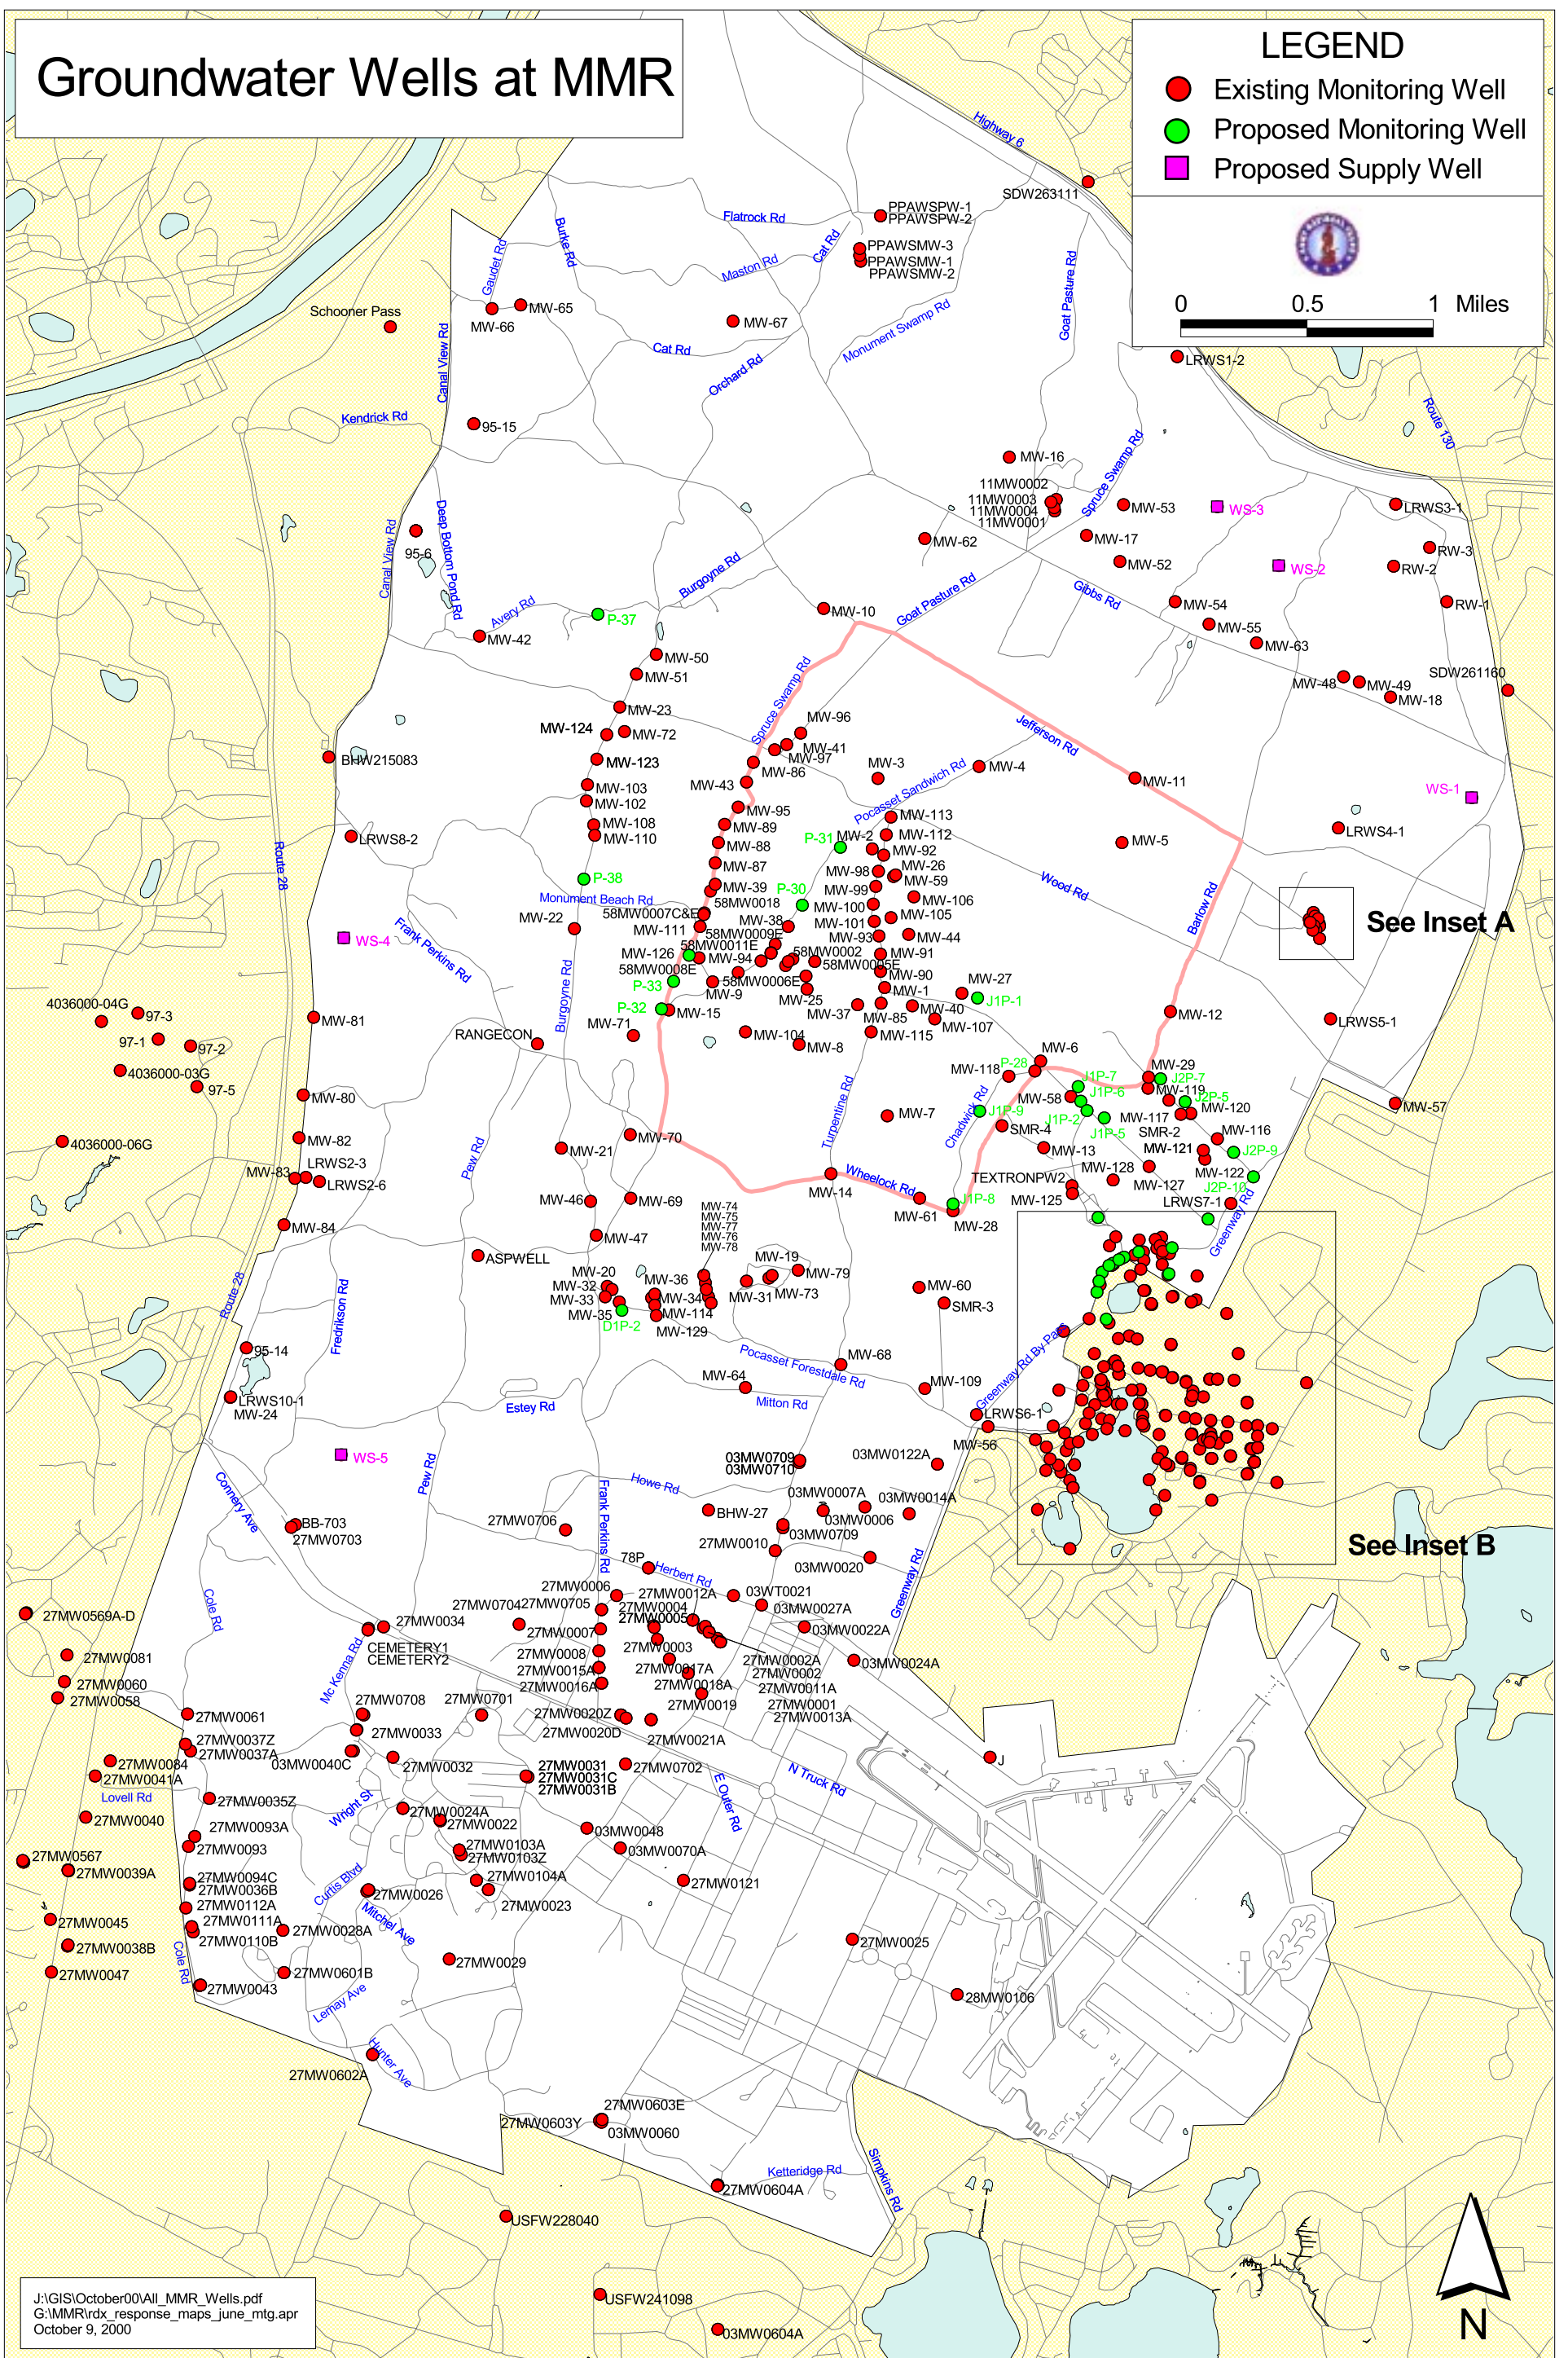 Groundwater Wells at MMR
LEGEND
Existing Monitoring Well
Proposed Monitoring Well
Proposed Supply Well
0
0.5
1
Miles
Highway 6
SDW263111
Flatrock Rd
PPAWSPW-1
PPAWSPW-2
Burke Rd
Cat Rd
PPAWSMW-3
PPAWSMW-1
PPAWSMW-2
Gaudet Rd
Maston Rd
Goat Pasture Rd
Schooner Pass
MW-65
MW-66
MW-67
Monument Swamp Rd
Canal View Rd
Cat Rd
Orchard Rd
LRWS1-2
Kendrick Rd
95-15
Route 130
MW-16
Spruce Swamp Rd
11MW0002
11MW0003
11MW0004
11MW0001
MW-53
WS-3
LRWS3-1
Deep Bottom Pond Rd
Canal View Rd
95-6
MW-62
MW-17
MW-52
RW-3
WS-2
RW-2
Burgoyne Rd
Goat Pasture Rd
Gibbs Rd
Avery Rd
P-37
MW-10
MW-54
RW-1
MW-42
MW-55
MW-63
MW-50
MW-51
Spruce Swamp Rd
MW-48
MW-49
MW-18
SDW261160
MW-23
MW-124
MW-72
MW-96
MW-41
MW-97
Jefferson Rd
BHW215083
MW-123
MW-86
MW-3
MW-4
MW-11
MW-103
MW-43
Pocasset Sandwich Rd
WS-1
MW-102
MW-95
MW-113
MW-108
MW-89
LRWS8-2
MW-110
MW-88
P-31
MW-2
MW-112
MW-5
LRWS4-1
Route 28
MW-87
MW-92
MW-98
MW-26
P-38
MW-39
P-30
MW-99
MW-59
Wood Rd
Monument Beach Rd
58MW0018
MW-100
MW-106
Barlow Rd
58MW0007C&E
MW-22
MW-111
MW-38
MW-101
MW-105
See Inset A
Frank Perkins Rd
WS-4
58MW0009E
MW-93
MW-44
MW-126
58MW0011E
58MW0002
MW-94
MW-91
58MW0008E
58MW0005E
P-33
MW-9
58MW0006E
MW-90
MW-27
Burgoyne Rd
MW-25
MW-1
J1P-1
4036000-04G
97-3
MW-81
P-32
MW-15
MW-37
MW-85
MW-40
MW-12
LRWS5-1
97-1
97-2
RANGECON
MW-71
MW-104
MW-8
MW-115
MW-107
MW-6
4036000-03G
P-28
MW-118
MW-29
97-5
J1P-7
J2P-7
MW-80
MW-58
J1P-6
MW-119
J2P-5
MW-57
Turpentine Rd
MW-7
Chadwick Rd
J1P-9
J1P-2
MW-117
MW-120
4036000-06G
MW-82
Pew Rd
MW-70
SMR-4
J1P-5
SMR-2
MW-116
MW-21
MW-13
MW-121
J2P-9
MW-83
LRWS2-3
LRWS2-6
Wheelock Rd
TEXTRONPW2
MW-128
MW-122
MW-127
J2P-10
MW-14
MW-46
MW-69
MW-125
LRWS7-1
MW-61
J1P-8
MW-28
MW-84
MW-74
MW-75
MW-77
MW-76
MW-78
MW-47
Greenway Rd
ASPWELL
MW-19
MW-20
MW-36
MW-79
MW-32
MW-60
Route 28
MW-33
MW-34
MW-31
MW-73
MW-35
MW-114
SMR-3
D1P-2
MW-129
Fredrikson Rd
95-14
Pocasset Forestdale Rd
MW-68
Greenway Rd By-Pass
MW-64
MW-109
LRWS10-1
MW-24
Estey Rd
Mitton Rd
LRWS6-1
MW-56
WS-5
03MW0709
03MW0710
03MW0122A
Pew Rd
Connery Ave
Frank Perkins Rd
Howe Rd
03MW0007A
03MW0014A
BB-703
27MW0703
27MW0706
BHW-27
03MW0006
03MW0709
See Inset B
27MW0010
78P
03MW0020
Herbert Rd
Greenway Rd
Cole Rd
27MW0006
27MW0012A
03WT0021
27MW0569A-D
27MW0704
27MW0705
27MW0004
03MW0027A
27MW0034
27MW0005
27MW0007
03MW0022A
CEMETERY1
CEMETERY2
27MW0003
27MW0081
27MW0008
27MW0002A
03MW0024A
27MW0015A
27MW0017A
27MW0002
Mc Kenna Rd
27MW0060
27MW0016A
27MW0018A
27MW0011A
27MW0058
27MW0019
27MW0001
27MW0061
27MW0708
27MW0701
27MW0020Z
27MW0013A
27MW0033
27MW0020D
27MW0021A
27MW0037Z
27MW0037A
27MW0084
03MW0040C
27MW0032
27MW0031
27MW0031C
27MW0031B
27MW0702
J
27MW0041A
E Outer Rd
N Truck Rd
Lovell Rd
27MW0035Z
Wright St
27MW0024A
27MW0040
27MW0022
27MW0093A
03MW0048
27MW0093
27MW0103A
27MW0103Z
03MW0070A
27MW0567
27MW0039A
27MW0094C
27MW0036B
Curtis Blvd
27MW0104A
27MW0121
27MW0026
27MW0023
27MW0112A
Mitchel Ave
27MW0045
27MW0111A
27MW0110B
27MW0028A
27MW0025
27MW0038B
27MW0029
Cole Rd
27MW0047
27MW0601B
27MW0043
Lemay Ave
28MW0106
Hunter Ave
27MW0602A
27MW0603E
27MW0603Y
03MW0060
Ketteridge Rd
Simpkins Rd
27MW0604A
USFW228040
USFW241098
03MW0604A
J:\GIS\October00\All_MMR_Wells.pdf
G:\MMR\rdx_response_maps_june_mtg.apr
October 9, 2000
N